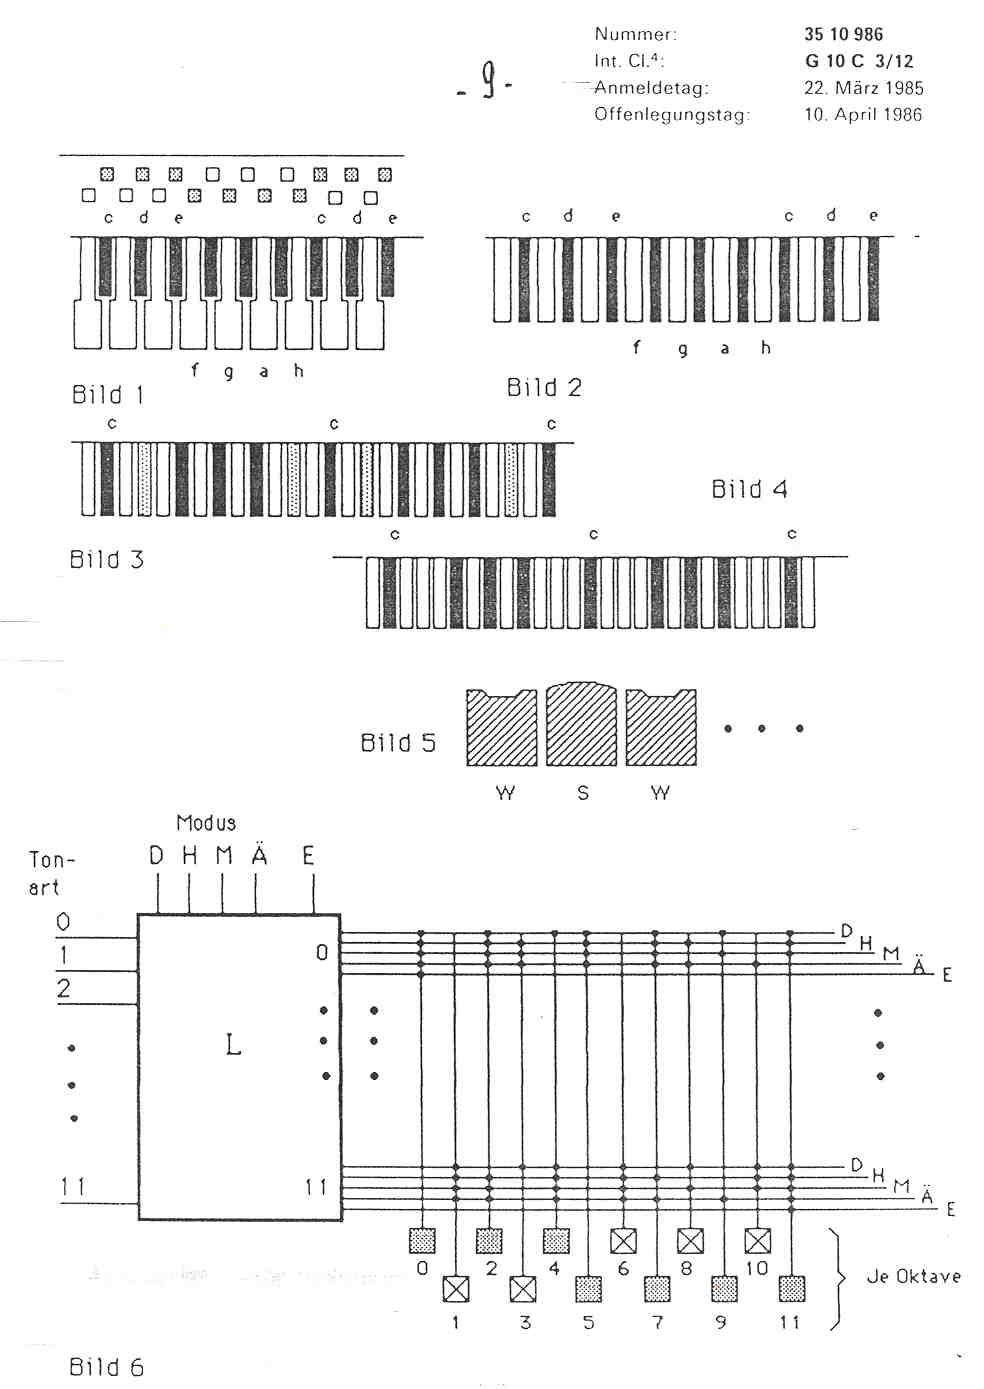 - 9 -
Nummer: 35 10 986
Int. Cl.⁴: G 10 C 3/12
Anmeldetag: 22. März 1985
Offenlegungstag: 10. April 1986
c d e c d e
f g a h
Bild 1
c d e c d e
f g a h
Bild 2
c c c
Bild 3
Bild 4
c c c
Bild 5
W S W
Modus
D H M Ä E
Ton-
art
0
1
2
11
L
0
11
D
H
M
Ä
E
D
H
M
Ä
E
0 2 4 6 8 10
1 3 5 7 9 11
Je Oktave
Bild 6